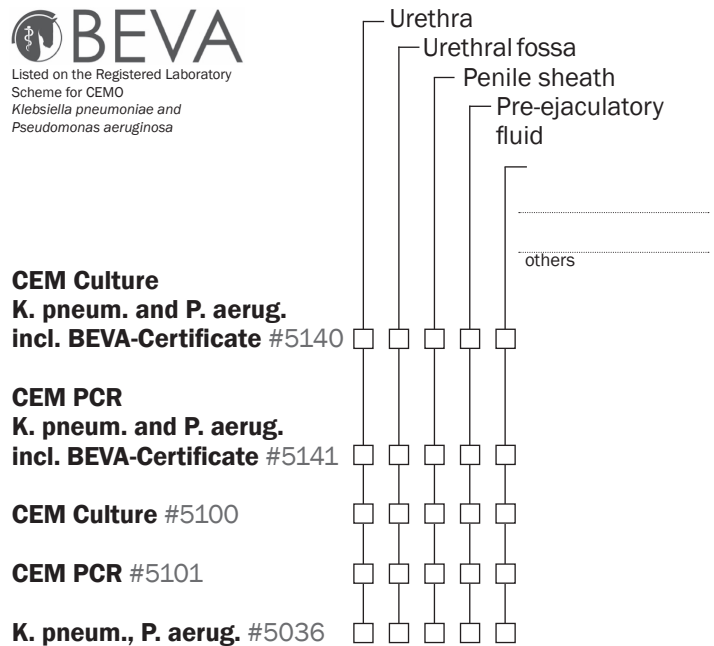 BEVA
Listed on the Registered Laboratory
Scheme for CEMO
Klebsiella pneumoniae and
Pseudomonas aeruginosa
Urethra
Urethral fossa
Penile sheath
Pre-ejaculatory
fluid
others
CEM Culture
K. pneum. and P. aerug.
incl. BEVA-Certificate #5140
CEM PCR
K. pneum. and P. aerug.
incl. BEVA-Certificate #5141
CEM Culture #5100
CEM PCR #5101
K. pneum., P. aerug. #5036